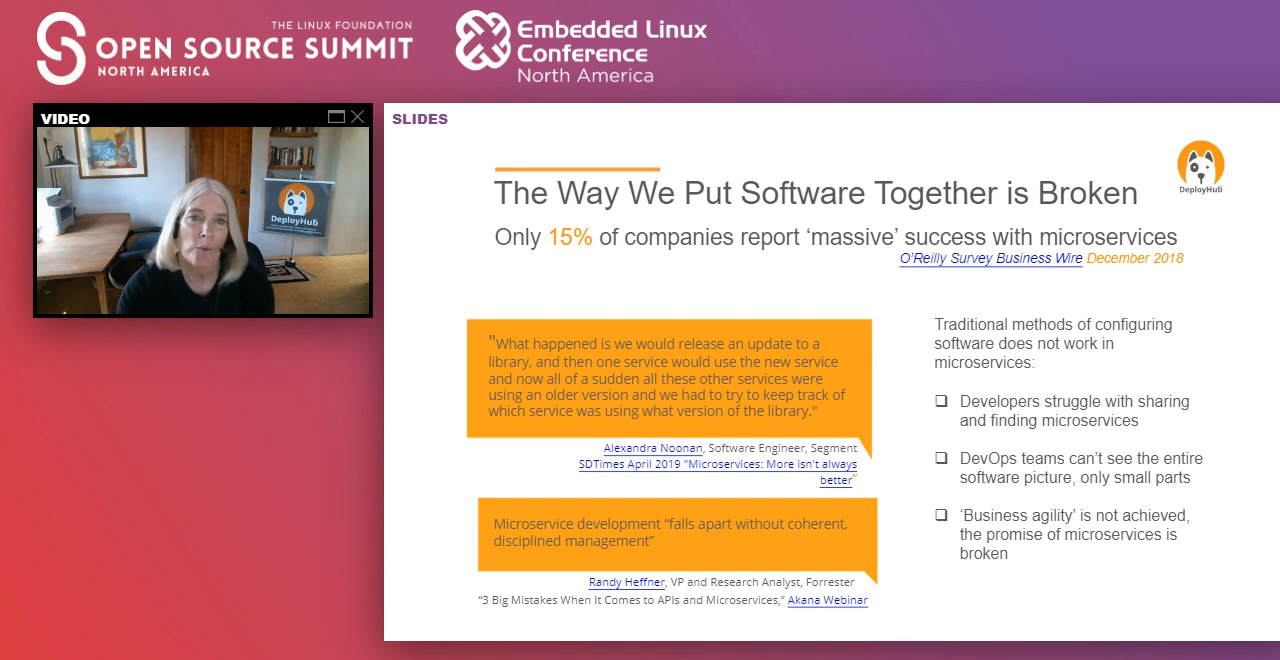 THE LINUX FOUNDATION
OPEN SOURCE SUMMIT
NORTH AMERICA
Embedded Linux
Conference
North America
VIDEO
DeployHub
SLIDES
DeployHub
The Way We Put Software Together is Broken
Only 15% of companies report ‘massive’ success with microservices
O’Reilly Survey Business Wire December 2018
"What happened is we would release an update to a
library, and then one service would use the new service
and now all of a sudden all these other services were
using an older version and we had to try to keep track of
which service was using what version of the library."
Alexandra Noonan, Software Engineer, Segment
SDTimes April 2019 "Microservices: More isn't always
better"
Microservice development “falls apart without coherent,
disciplined management”
Randy Heffner, VP and Research Analyst, Forrester
“3 Big Mistakes When It Comes to APIs and Microservices,” Akana Webinar
Traditional methods of configuring
software does not work in
microservices:
❑ Developers struggle with sharing
and finding microservices
❑ DevOps teams can’t see the entire
software picture, only small parts
❑ ‘Business agility’ is not achieved,
the promise of microservices is
broken